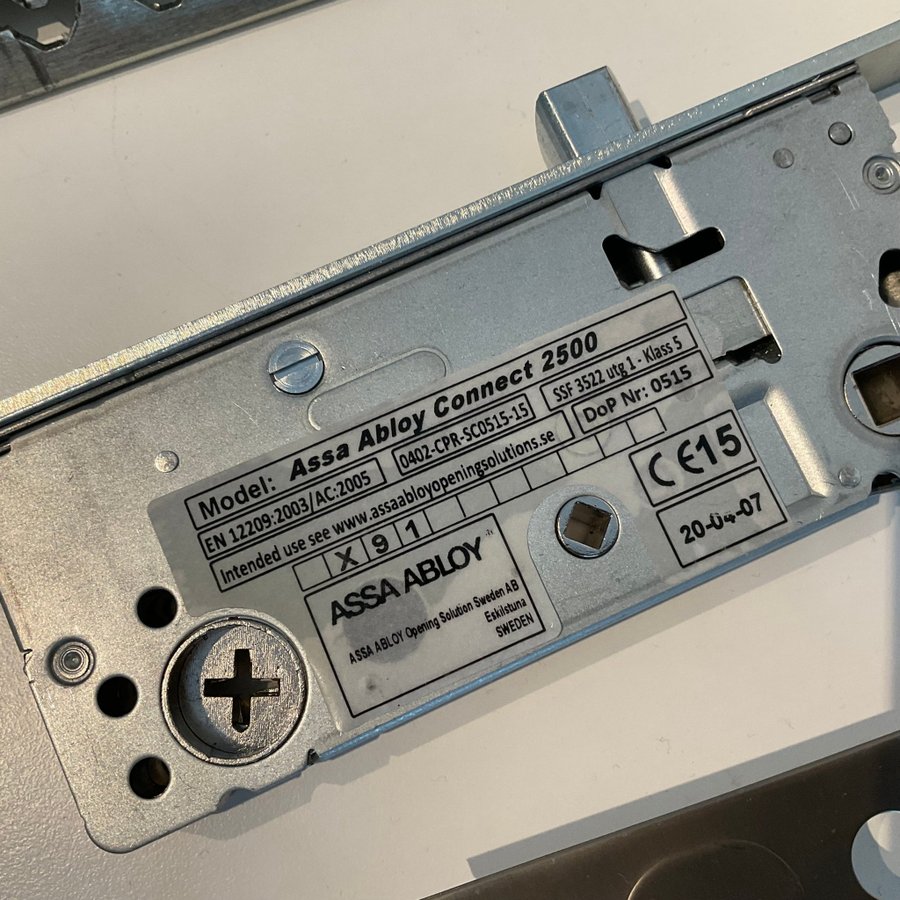 Model: Assa Abloy Connect 2500
EN 12209:2003/AC:2005 0402-CPR-SC0515-15 SSF 3522 utg 1 - Klass 5
Intended use see www.assaabloyopeningsolutions.se DoP Nr: 0515
X 9 1
ASSA ABLOY
ASSA ABLOY Opening Solution Sweden AB
Eskilstuna
SWEDEN
CE 15
20-04-07